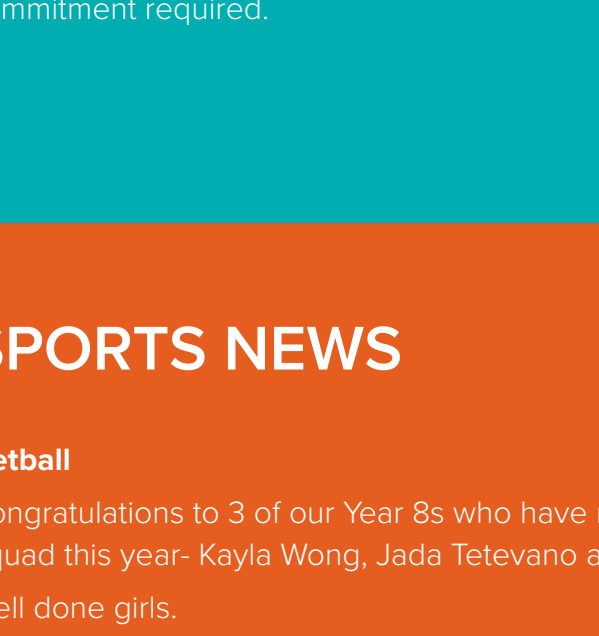 mmitment required.
SPORTS NEWS
etball
ongratulations to 3 of our Year 8s who have
quad this year- Kayla Wong, Jada Tetevano a
ell done girls.